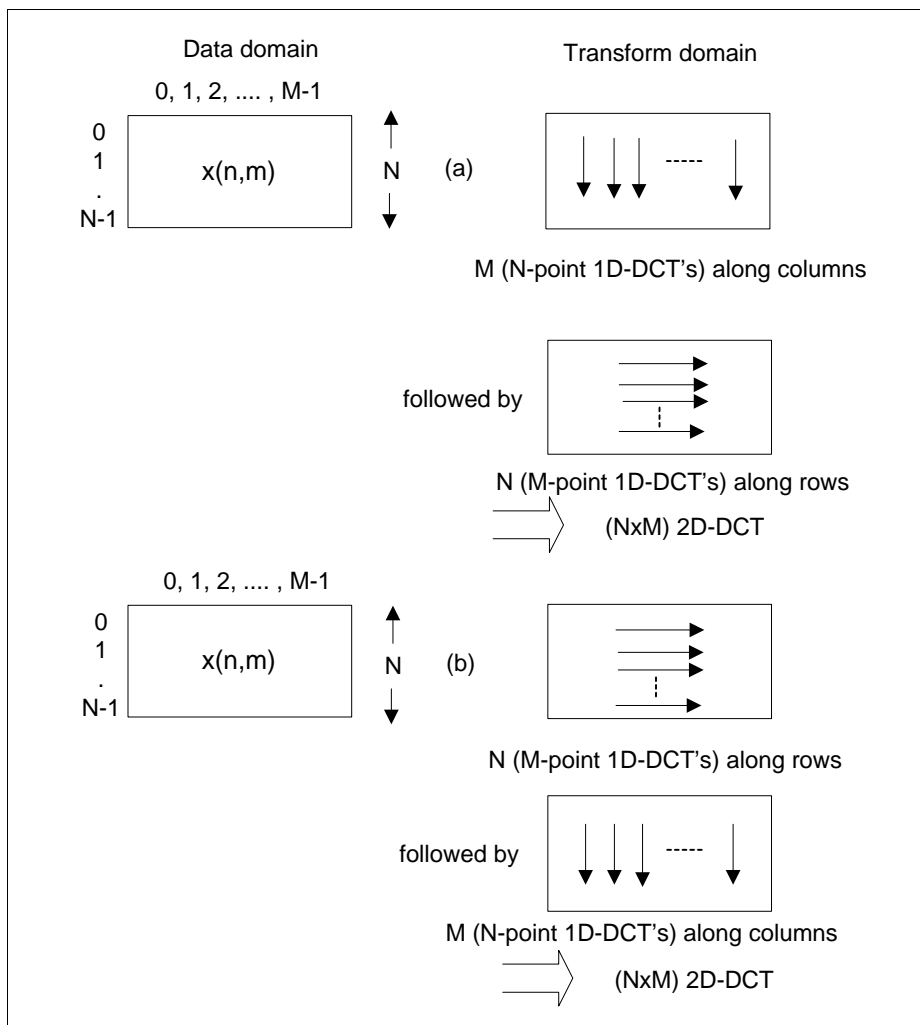 Data domain
Transform domain
0, 1, 2, .... , M-1
0
1
.
N-1
x(n,m)
N
(a)
M (N-point 1D-DCT's) along columns
followed by
N (M-point 1D-DCT's) along rows
(NxM) 2D-DCT
0, 1, 2, .... , M-1
0
1
.
N-1
x(n,m)
N
(b)
N (M-point 1D-DCT's) along rows
followed by
M (N-point 1D-DCT's) along columns
(NxM) 2D-DCT